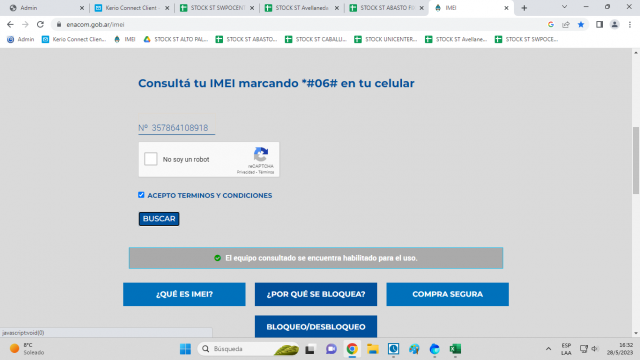 Admin
Kerio Connect Client
STOCK ST SWPOCENT
STOCK ST Avellaneda
STOCK ST ABASTO
IMEI
enacom.gob.ar/imei
Admin
Kerio Connect Clien...
IMEI
STOCK ST ALTO PAL...
STOCK ST ABASTO...
STOCK ST CABALLI...
STOCK UNICENTER...
STOCK ST Avellane...
STOCK ST SWPOCE...
Consultá tu IMEI marcando *#06# en tu celular
Nº 357864108918
No soy un robot
reCAPTCHA
Privacidad - Términos
ACEPTO TERMINOS Y CONDICIONES
BUSCAR
El equipo consultado se encuentra habilitado para el uso.
¿QUÉ ES IMEI?
¿POR QUÉ SE BLOQUEA?
COMPRA SEGURA
BLOQUEO/DESBLOQUEO
javascript:void(0)
8°C
Soleado
Búsqueda
ESP
LAA
16:32
28/5/2023